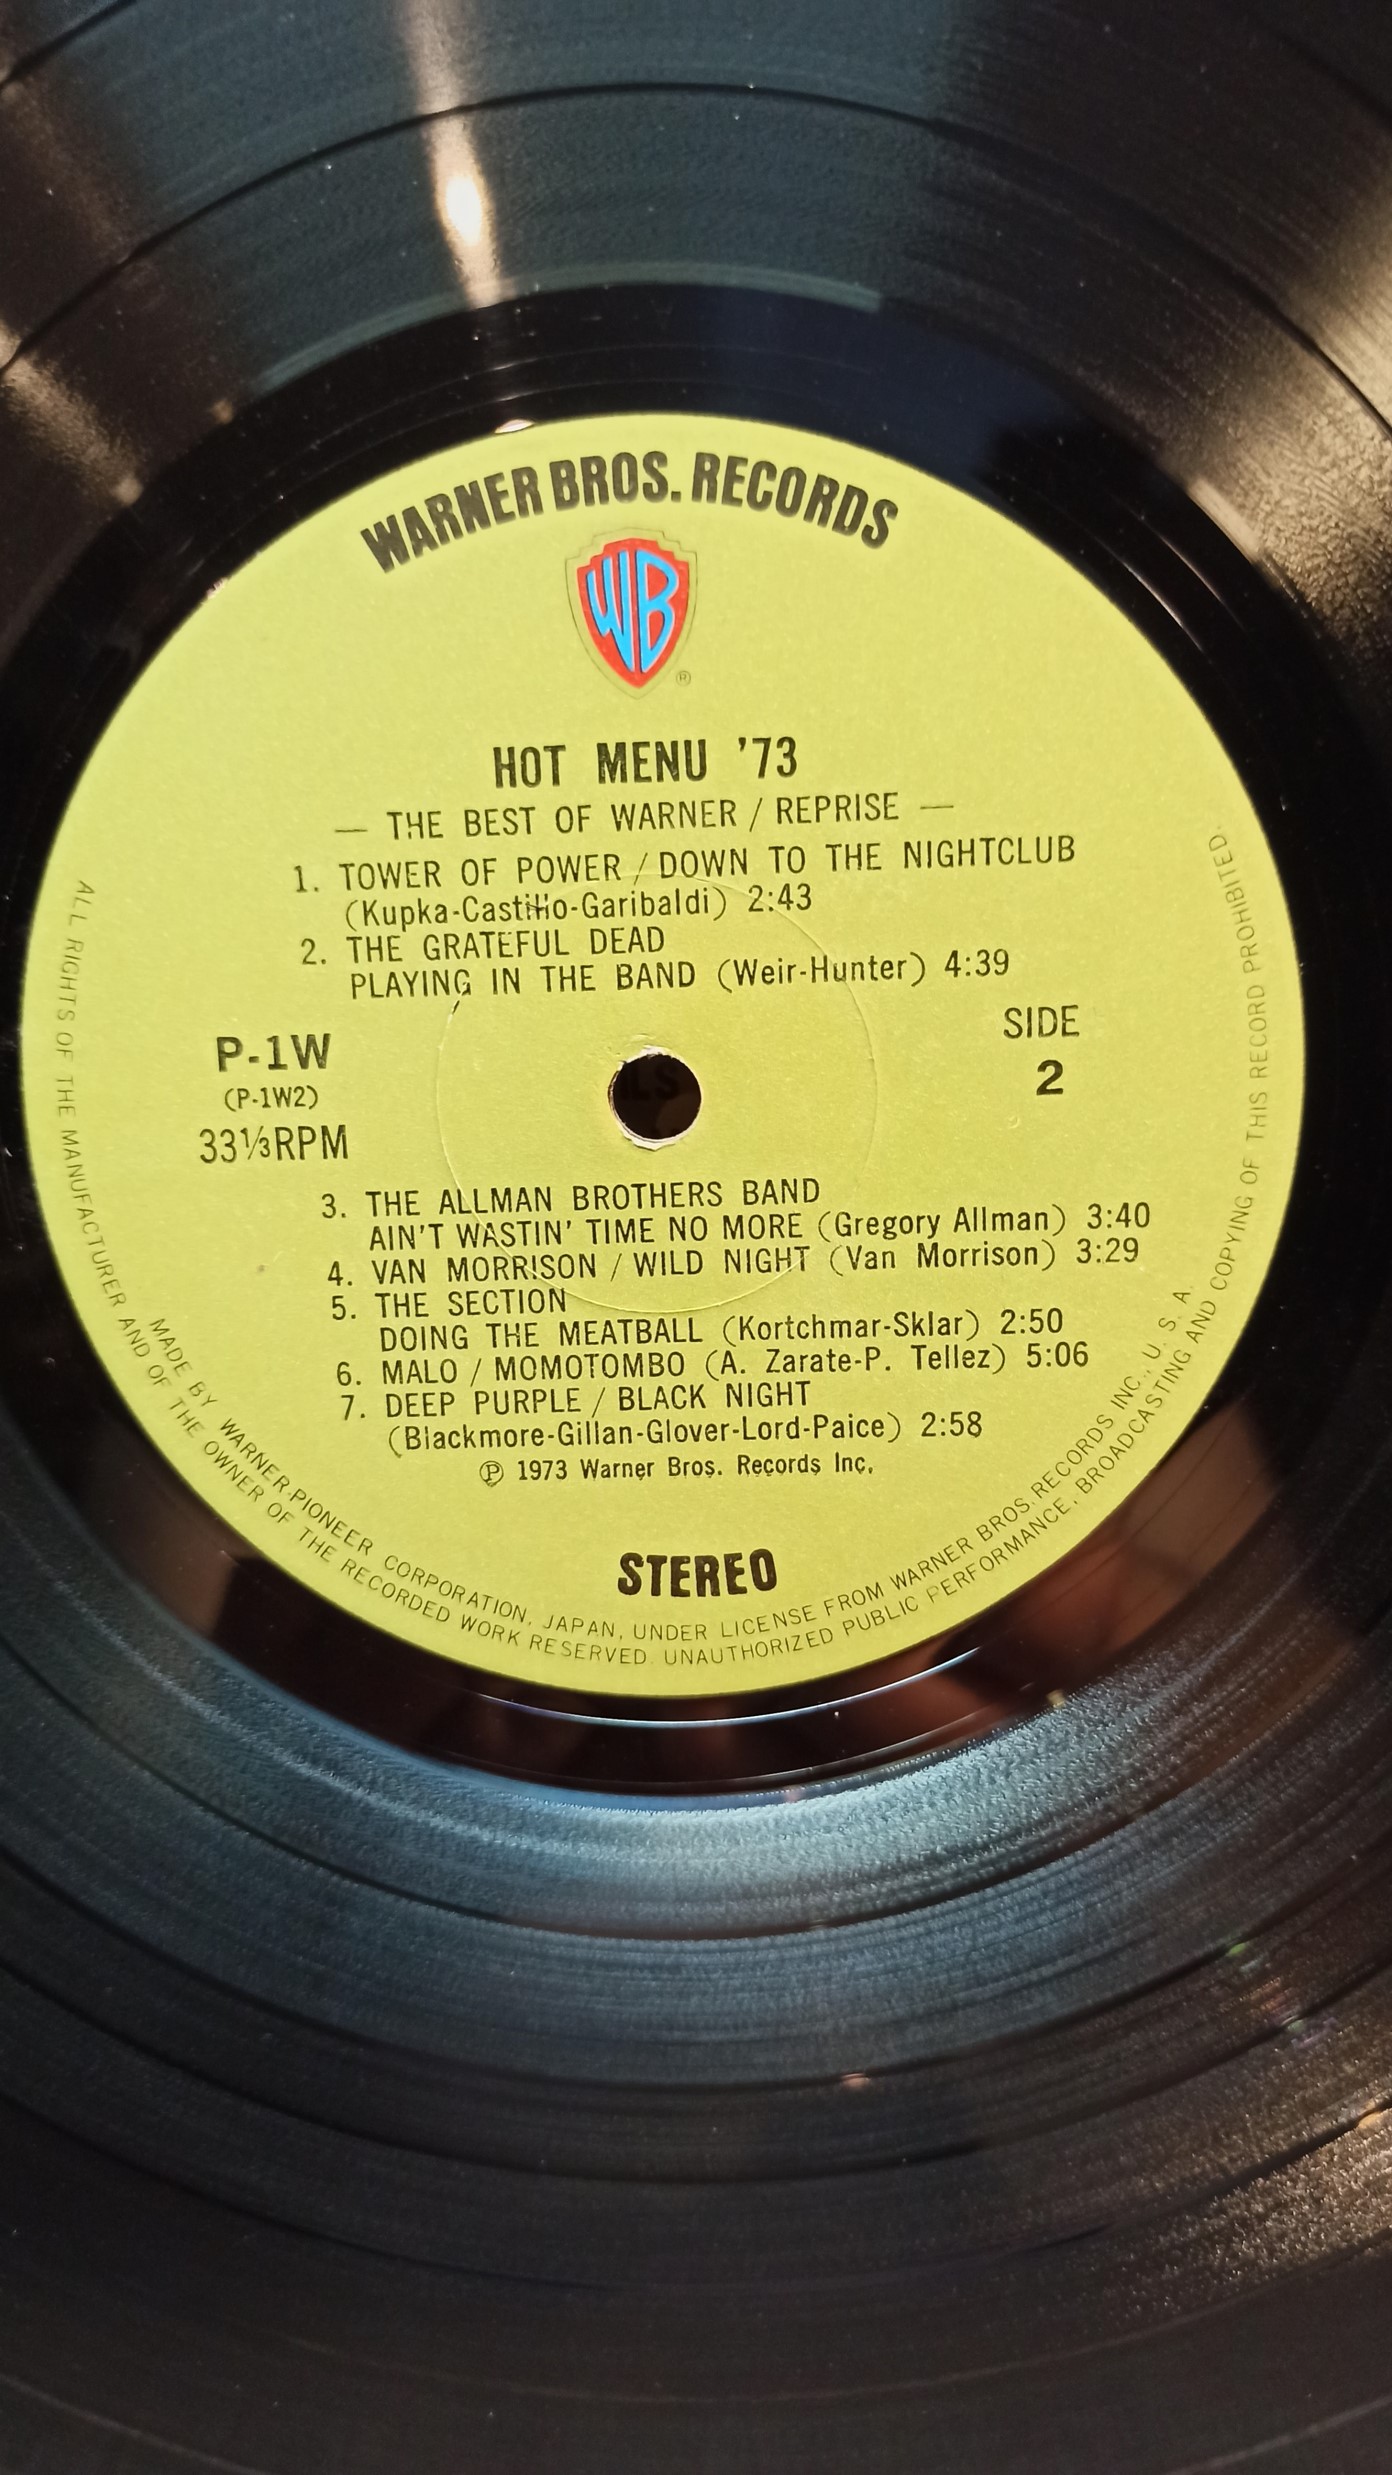 WARNER BROS. RECORDS
WB
®
HOT MENU '73
— THE BEST OF WARNER / REPRISE —
1. TOWER OF POWER / DOWN TO THE NIGHTCLUB
(Kupka-Castillio-Garibaldi) 2:43
2. THE GRATEFUL DEAD
PLAYING IN THE BAND (Weir-Hunter) 4:39
P-1W
(P-1W2)
33⅓RPM
SIDE
2
3. THE ALLMAN BROTHERS BAND
AIN'T WASTIN' TIME NO MORE (Gregory Allman) 3:40
4. VAN MORRISON / WILD NIGHT (Van Morrison) 3:29
5. THE SECTION
DOING THE MEATBALL (Kortchmar-Sklar) 2:50
6. MALO / MOMOTOMBO (A. Zarate-P. Tellez) 5:06
7. DEEP PURPLE / BLACK NIGHT
(Blackmore-Gillan-Glover-Lord-Paice) 2:58
℗ 1973 Warner Bros. Records Inc.
STEREO
MADE BY WARNER-PIONEER CORPORATION, JAPAN, UNDER LICENSE FROM WARNER BROS. RECORDS INC., U. S. A.
ALL RIGHTS OF THE MANUFACTURER AND OF THE OWNER OF THE RECORDED WORK RESERVED. UNAUTHORIZED PUBLIC PERFORMANCE, BROADCASTING AND COPYING OF THIS RECORD PROHIBITED.